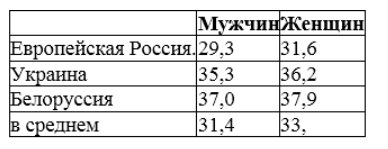 Мужчин Женщин
Европейская Россия. 29,3 31,6
Украина 35,3 36,2
Белоруссия 37,0 37,9
в среднем 31,4 33,